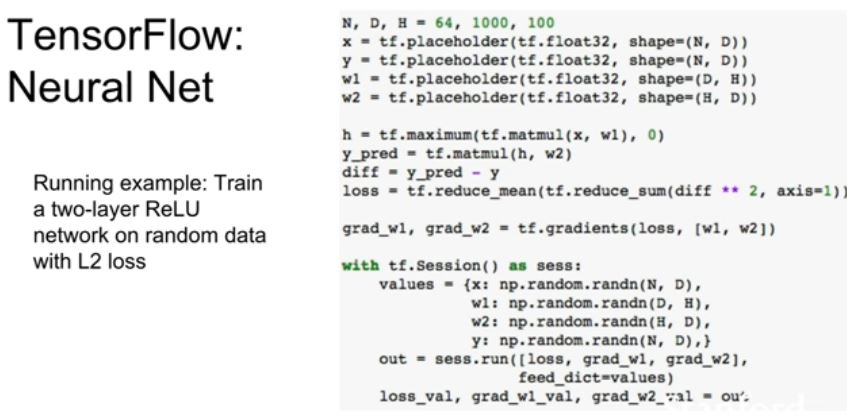 TensorFlow:
Neural Net
Running example: Train
a two-layer ReLU
network on random data
with L2 loss
N, D, H = 64, 1000, 100
x = tf.placeholder(tf.float32, shape=(N, D))
y = tf.placeholder(tf.float32, shape=(N, D))
w1 = tf.placeholder(tf.float32, shape=(D, H))
w2 = tf.placeholder(tf.float32, shape=(H, D))
h = tf.maximum(tf.matmul(x, w1), 0)
y_pred = tf.matmul(h, w2)
diff = y_pred - y
loss = tf.reduce_mean(tf.reduce_sum(diff ** 2, axis=1))
grad_w1, grad_w2 = tf.gradients(loss, [w1, w2])
with tf.Session() as sess:
    values = {x: np.random.randn(N, D),
              w1: np.random.randn(D, H),
              w2: np.random.randn(H, D),
              y: np.random.randn(N, D),}
    out = sess.run([loss, grad_w1, grad_w2],
                   feed_dict=values)
    loss_val, grad_w1_val, grad_w2_val = out